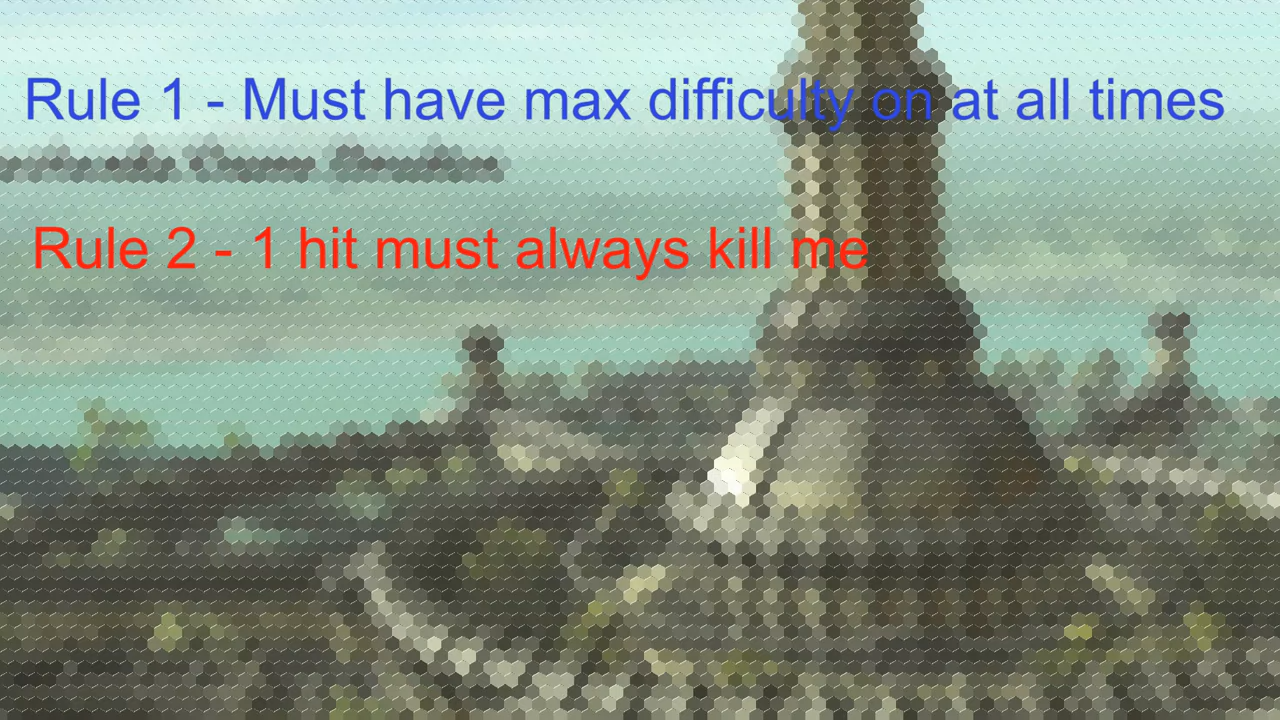 Rule 1 - Must have max difficulty on at all times
Rule 2 - 1 hit must always kill me